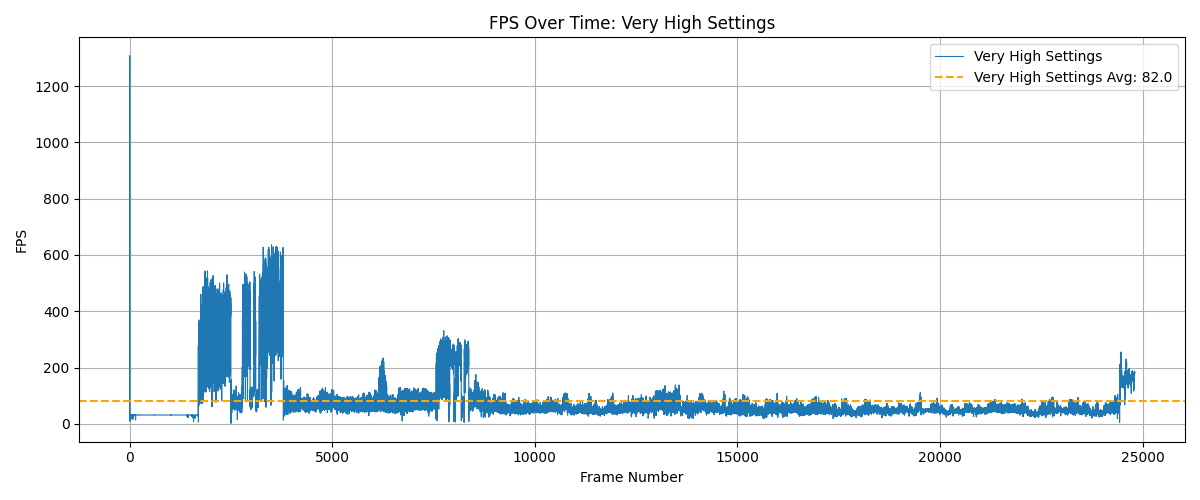 FPS Over Time: Very High Settings
Very High Settings
Very High Settings Avg: 82.0
FPS
1200
1000
800
600
400
200
0
0 5000 10000 15000 20000 25000
Frame Number